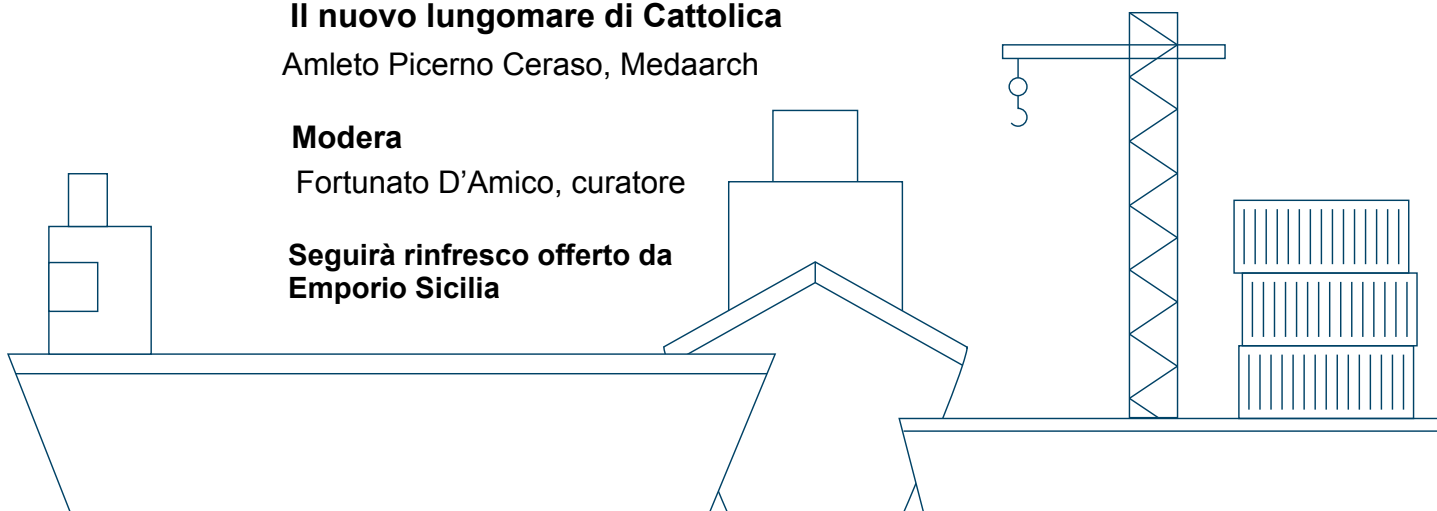 Il nuovo lungomare di Cattolica
Amleto Picerno Ceraso, Medaarch
Modera
Fortunato D’Amico, curatore
Seguirà rinfresco offerto da
Emporio Sicilia